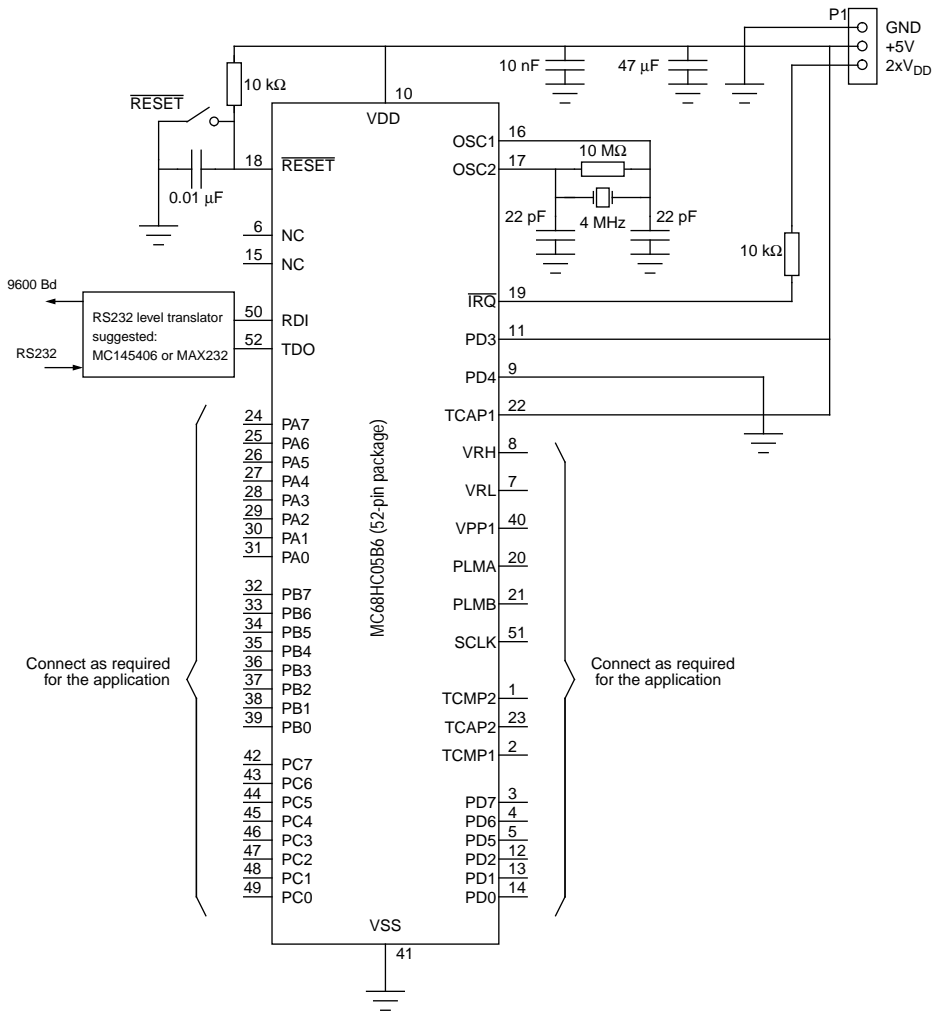 P1
GND
+5V
2xVDD
10 nF
47 µF
10 kΩ
RESET
10
VDD
18
RESET
0.01 µF
16
OSC1
17
OSC2
10 MΩ
22 pF
4 MHz
22 pF
10 kΩ
6
NC
15
NC
19
IRQ
9600 Bd
RS232
RS232 level translator
suggested:
MC145406 or MAX232
50
RDI
52
TDO
11
PD3
9
PD4
22
TCAP1
24
PA7
25
PA6
26
PA5
27
PA4
28
PA3
29
PA2
30
PA1
31
PA0
32
PB7
33
PB6
34
PB5
35
PB4
36
PB3
37
PB2
38
PB1
39
PB0
42
PC7
43
PC6
44
PC5
45
PC4
46
PC3
47
PC2
48
PC1
49
PC0
Connect as required
for the application
MC68HC05B6 (52-pin package)
8
VRH
7
VRL
40
VPP1
20
PLMA
21
PLMB
51
SCLK
1
TCMP2
23
TCAP2
2
TCMP1
3
PD7
4
PD6
5
PD5
12
PD2
13
PD1
14
PD0
Connect as required
for the application
VSS
41